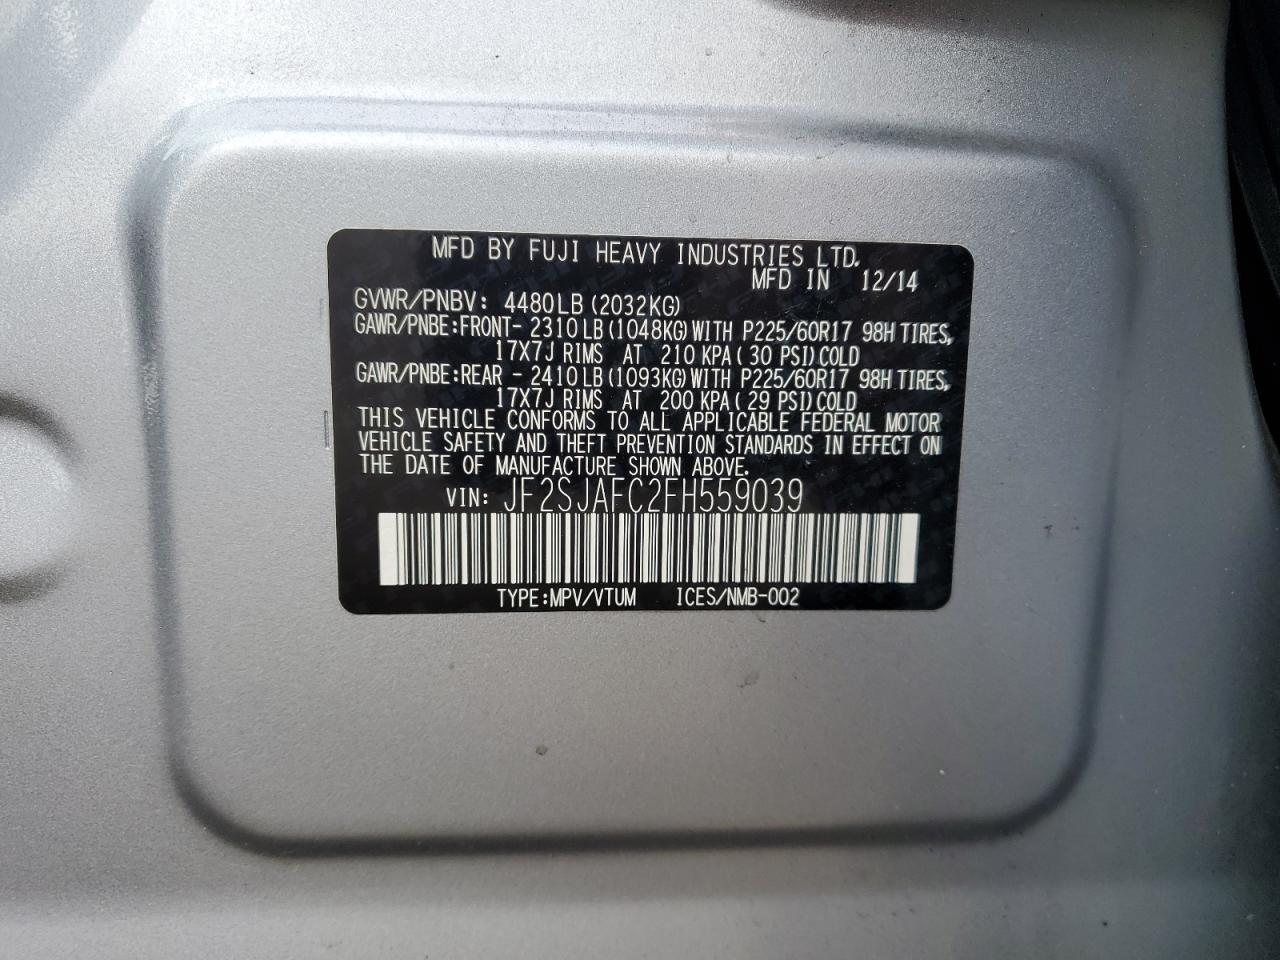 MFD BY FUJI HEAVY INDUSTRIES LTD.
MFD IN 12/14
GVWR/PNBV: 4480LB (2032KG)
GAWR/PNBE:FRONT- 2310LB (1048KG) WITH P225/60R17 98H TIRES,
17X7J RIMS AT 210 KPA (30 PSI) COLD
GAWR/PNBE:REAR - 2410LB (1093KG) WITH P225/60R17 98H TIRES,
17X7J RIMS AT 200 KPA (29 PSI) COLD
THIS VEHICLE CONFORMS TO ALL APPLICABLE FEDERAL MOTOR
VEHICLE SAFETY AND THEFT PREVENTION STANDARDS IN EFFECT ON
THE DATE OF MANUFACTURE SHOWN ABOVE.
VIN: JF2SJAFC2FH559039
TYPE:MPV/VTUM ICES/NMB-002